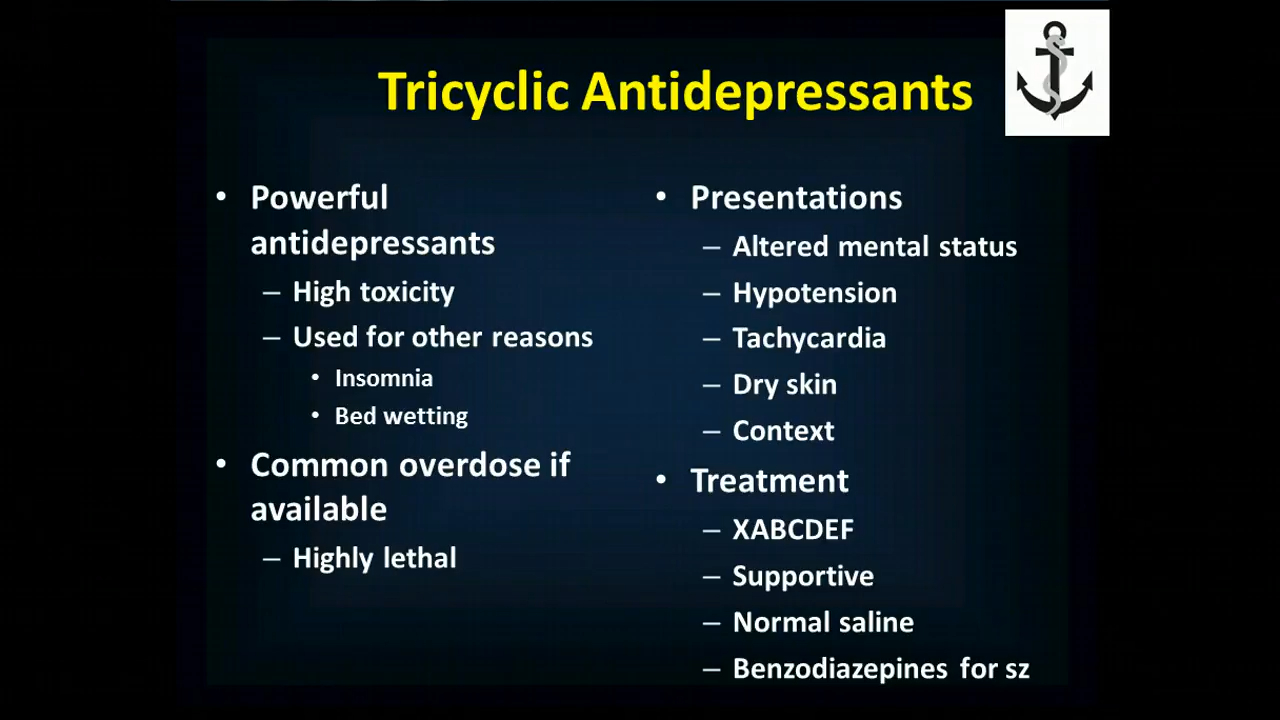 Tricyclic Antidepressants
• Powerful
antidepressants
– High toxicity
– Used for other reasons
• Insomnia
• Bed wetting
• Common overdose if
available
– Highly lethal
• Presentations
– Altered mental status
– Hypotension
– Tachycardia
– Dry skin
– Context
• Treatment
– XABCDEF
– Supportive
– Normal saline
– Benzodiazepines for sz